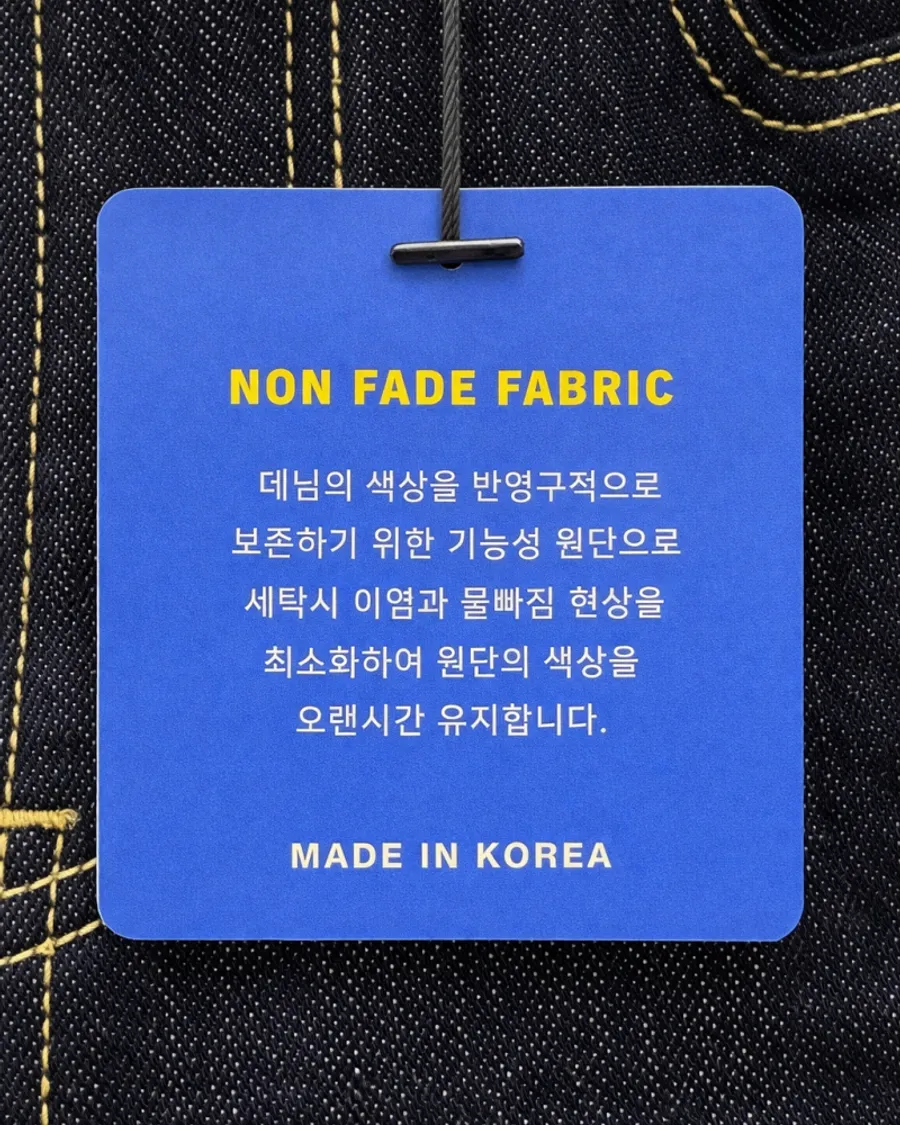 NON FADE FABRIC
데님의 색상을 반영구적으로
보존하기 위한 기능성 원단으로
세탁시 이염과 물빠짐 현상을
최소화하여 원단의 색상을
오랜시간 유지합니다.
MADE IN KOREA